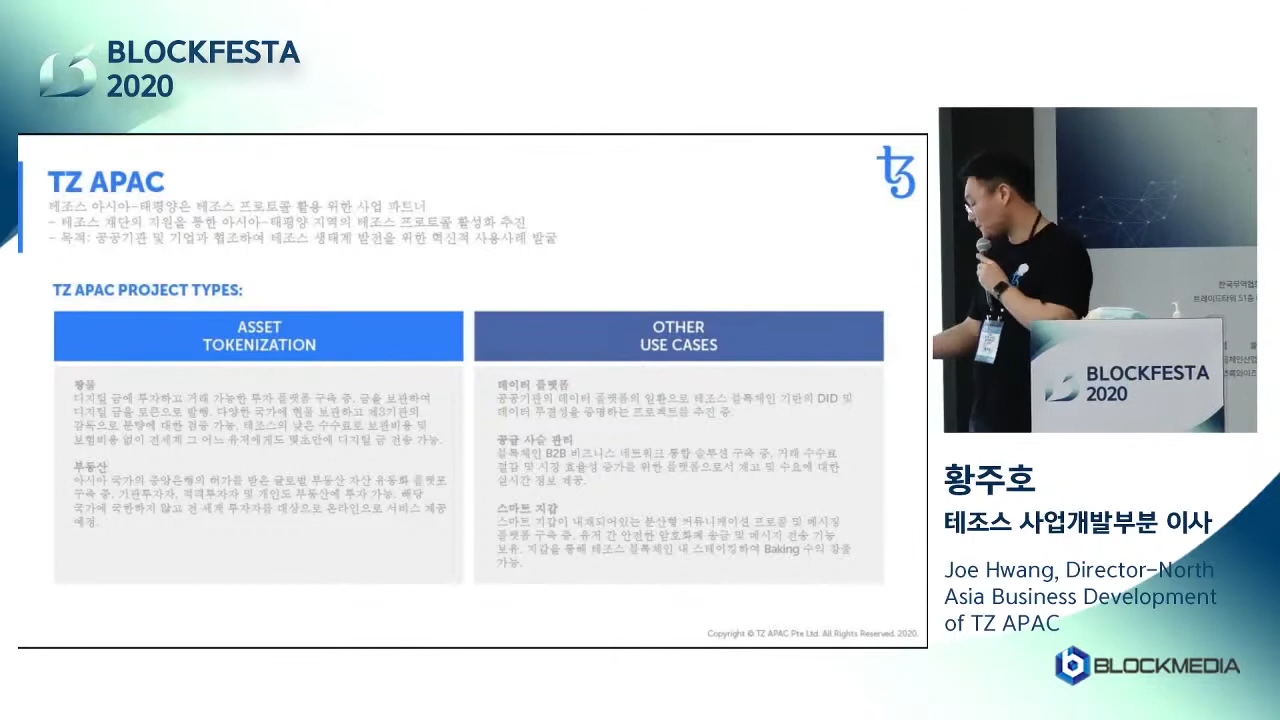 BLOCKFESTA
2020
TZ APAC
테조스 아시아-태평양은 테조스 프로토콜 활용 위한 사업 파트너
- 테조스 재단의 지원을 통한 아시아-태평양 지역의 테조스 프로토콜 활성화 추진
- 목적: 공공기관 및 기업과 협조하여 테조스 생태계 발전을 위한 혁신적 사용사례 발굴
TZ APAC PROJECT TYPES:
ASSET
TOKENIZATION
황물
디지털 금에 투자하고 거래 가능한 투자 플랫폼 구축 중. 금을 보관하여
디지털 금을 토큰으로 발행. 다양한 국가에 현물 보관하고 제3기관의
감독으로 분량에 대한 검증 가능. 테조스의 낮은 수수료로 보관비용 및
보험비용 없이 전세계 그 어느 유저에게도 몇초만에 디지털 금 전송 가능.
부동산
아시아 국가의 중앙은행의 허가를 받은 글로벌 부동산 자산 유동화 플랫폼
구축 중. 기관투자자, 적격투자자 및 개인도 부동산에 투자 가능. 해당
국가에 국한하지 않고 전 세계 투자자를 대상으로 온라인으로 서비스 제공
예정.
OTHER
USE CASES
데이터 플랫폼
공공기관의 데이터 플랫폼의 일환으로 테조스 블록체인 기반의 DID 및
데이터 무결성을 증명하는 프로젝트를 추진 중.
공급 사슬 관리
블록체인 B2B 비즈니스 네트워크 통합 솔루션 구축 중. 거래 수수료
절감 및 시장 효율성 증가를 위한 플랫폼으로서 재고 및 수요에 대한
실시간 정보 제공.
스마트 지갑
스마트 지갑이 내재되어있는 분산형 커뮤니케이션 프로콜 및 메시징
플랫폼 구축 중. 유저 간 안전한 암호화폐 송금 및 메시지 전송 기능
보유. 지갑을 통해 테조스 블록체인 내 스테이킹하여 Baking 수익 창출
가능.
Copyright © TZ APAC Pte Ltd. All Rights Reserved. 2020.
한국무역협회
트레이드타워 51층
BLOCKFESTA
2020
황주호
테조스 사업개발부분 이사
Joe Hwang, Director-North
Asia Business Development
of TZ APAC
BLOCKMEDIA